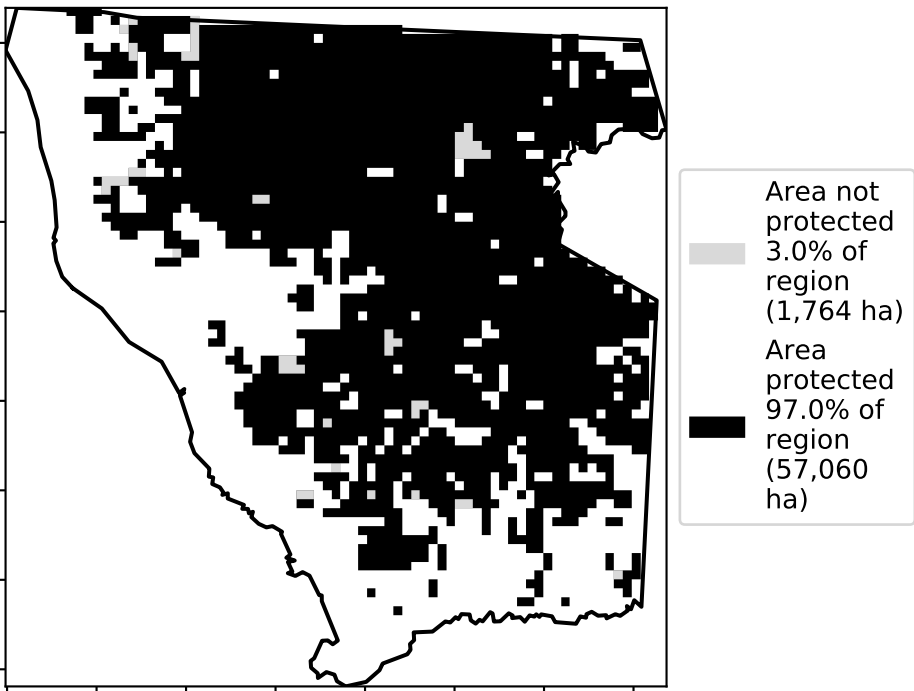 Area not
protected
3.0% of
region
(1,764 ha)
Area
protected
97.0% of
region
(57,060
ha)